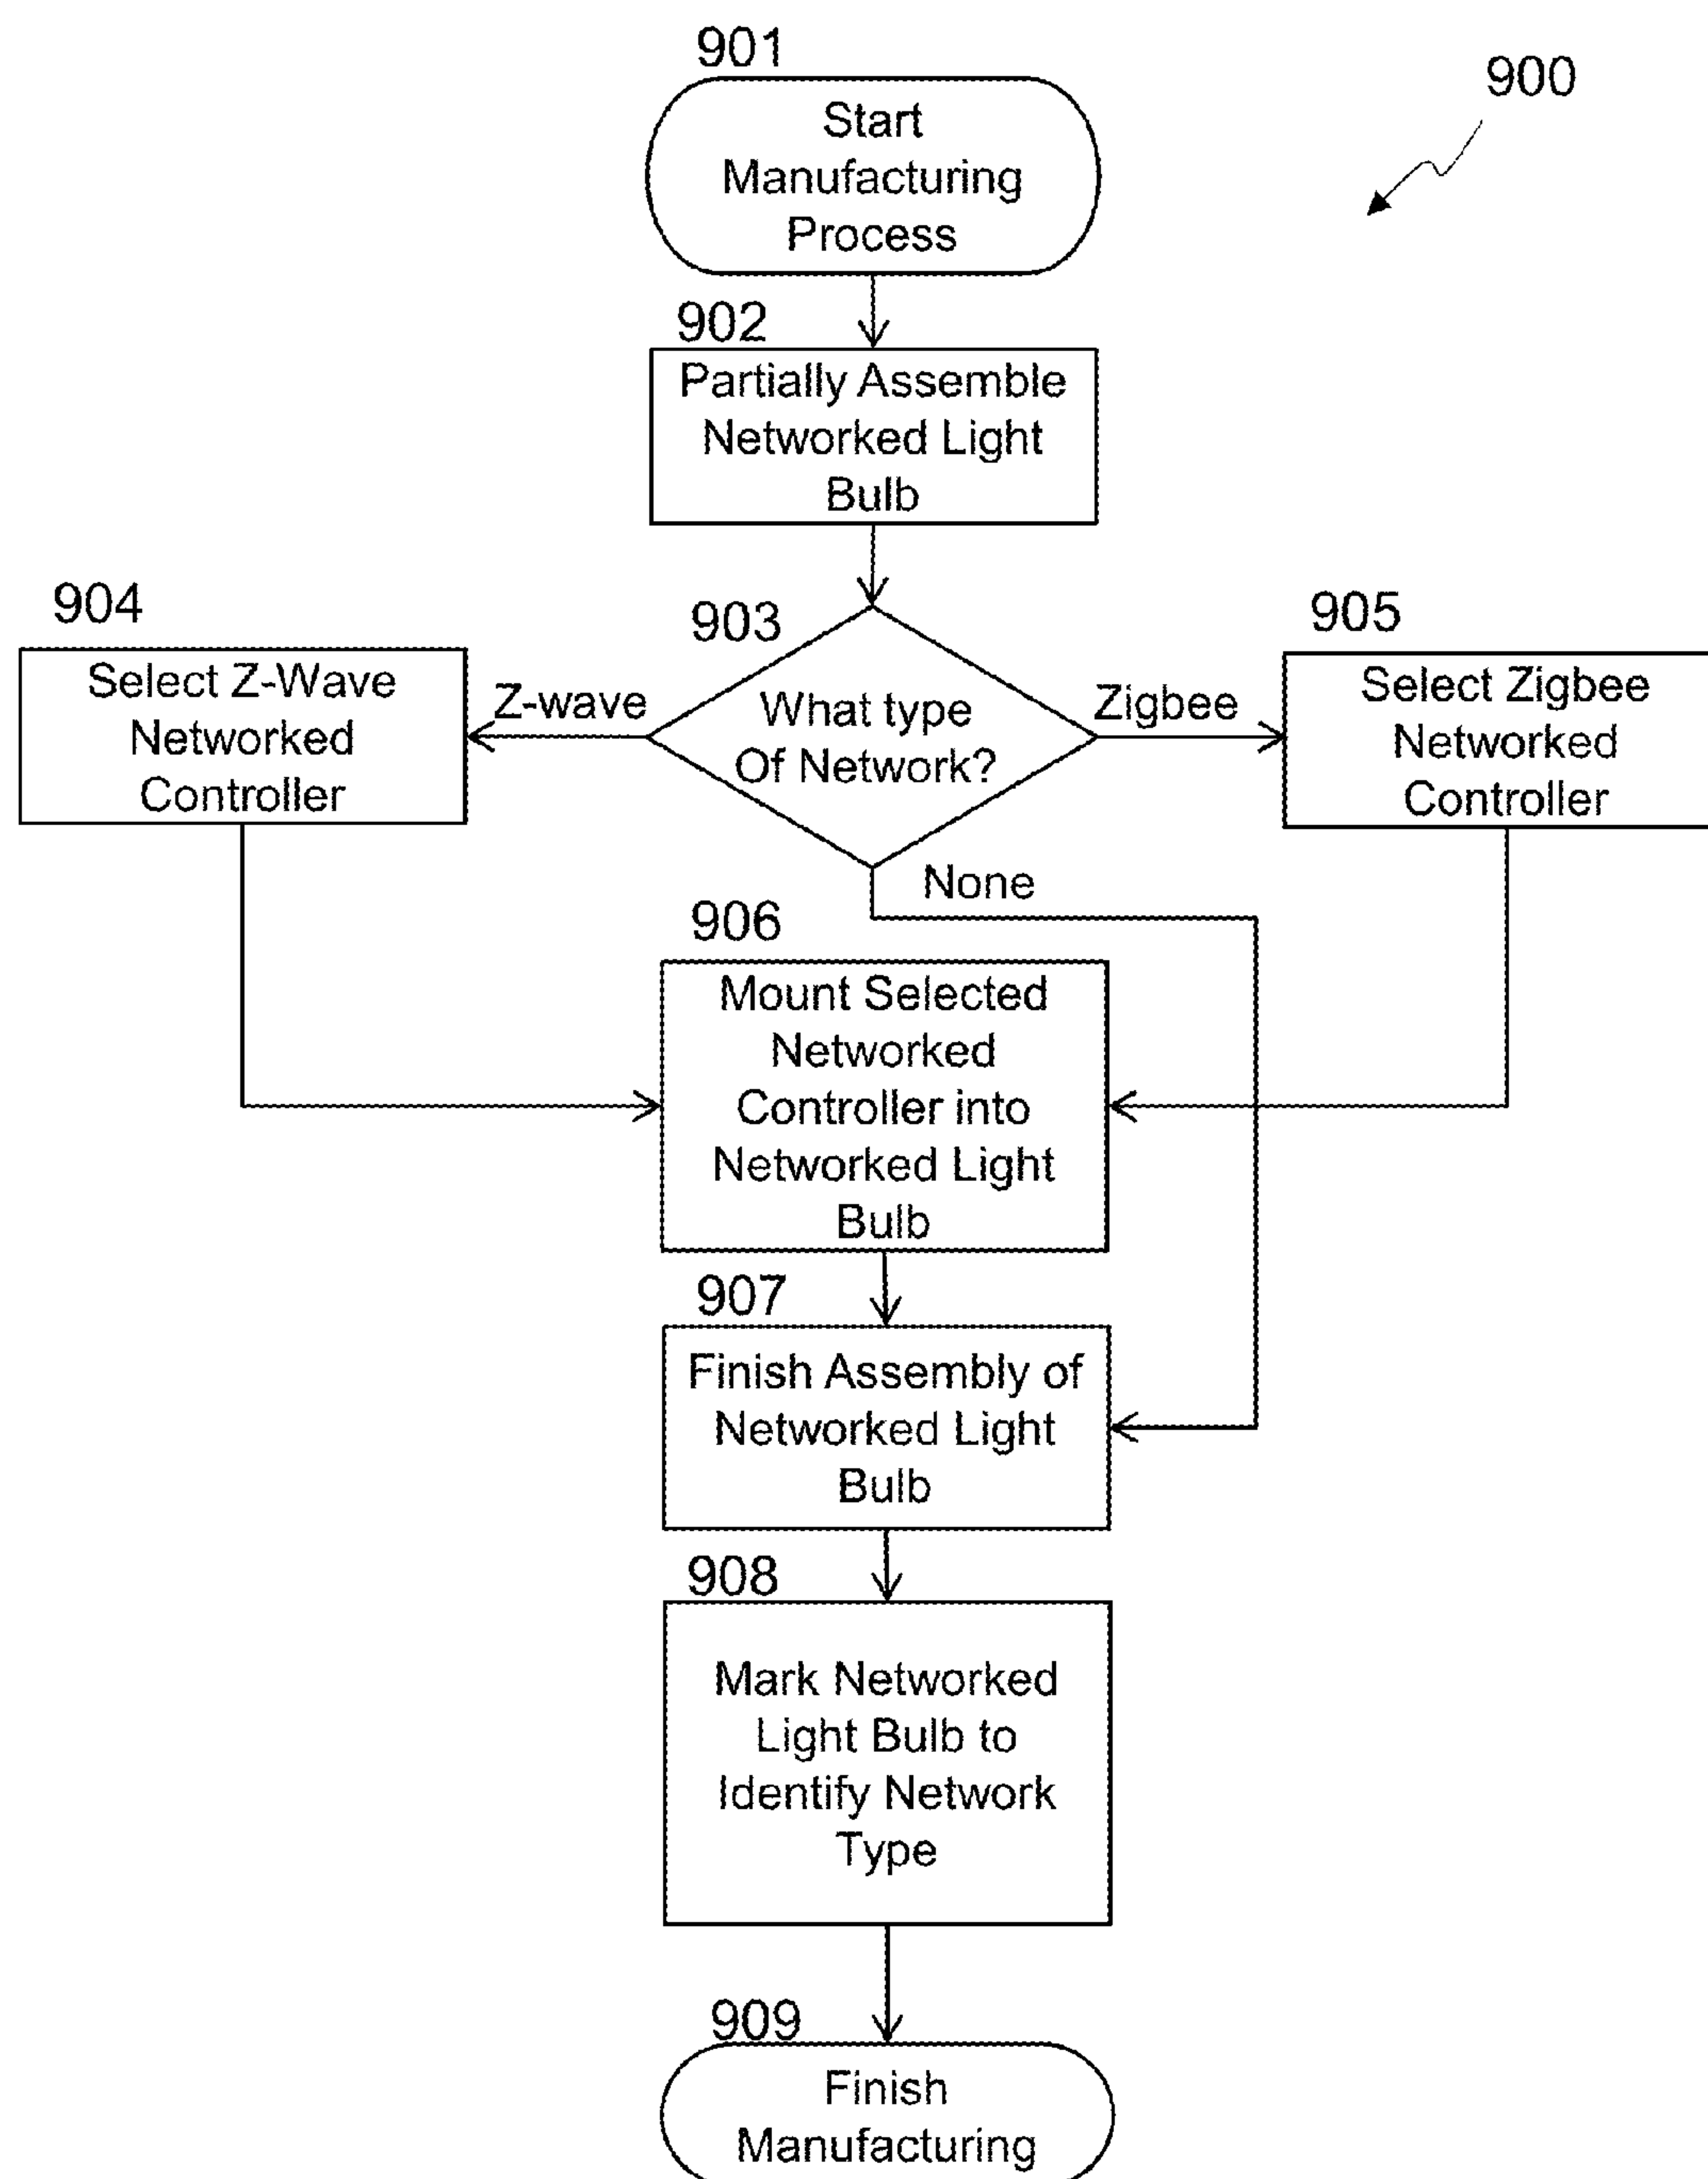 901
900
Start
Manufacturing
Process
902
Partially Assemble
Networked Light
Bulb
904
903
905
Select Z-Wave
Networked
Controller
Z-wave
What type
Of Network?
Zigbee
Select Zigbee
Networked
Controller
None
906
Mount Selected
Networked
Controller into
Networked Light
Bulb
907
Finish Assembly of
Networked Light
Bulb
908
Mark Networked
Light Bulb to
Identify Network
Type
909
Finish
Manufacturing